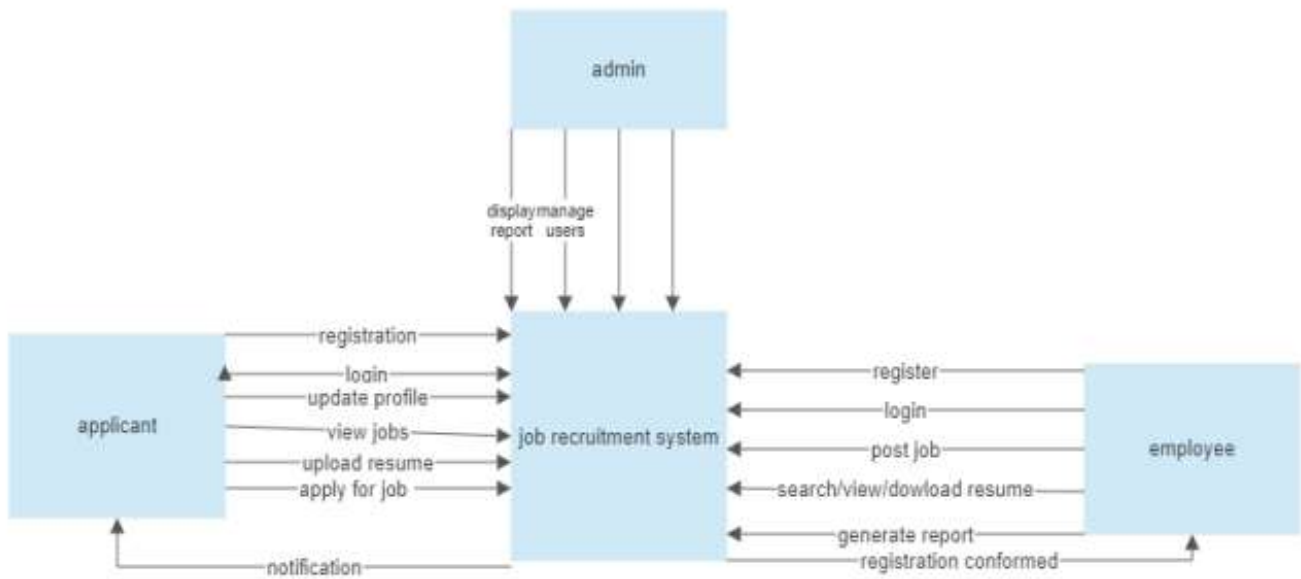 admin
display
report
manage
users
registration
login
update profile
view jobs
upload resume
apply for job
applicant
notification
job recruitment system
register
login
post job
search/view/dowload resume
generate report
registration conformed
employee